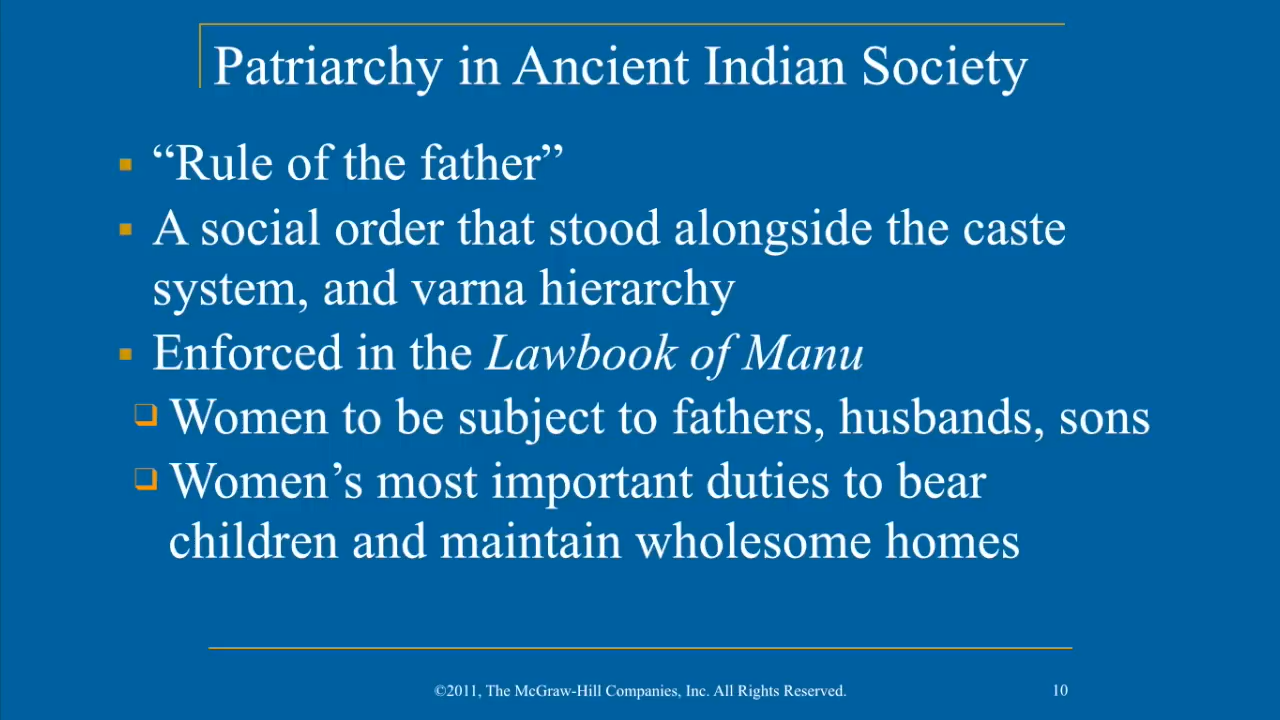 Patriarchy in Ancient Indian Society
“Rule of the father”
A social order that stood alongside the caste
system, and varna hierarchy
Enforced in the Lawbook of Manu
Women to be subject to fathers, husbands, sons
Women’s most important duties to bear
children and maintain wholesome homes
©2011, The McGraw-Hill Companies, Inc. All Rights Reserved.
10